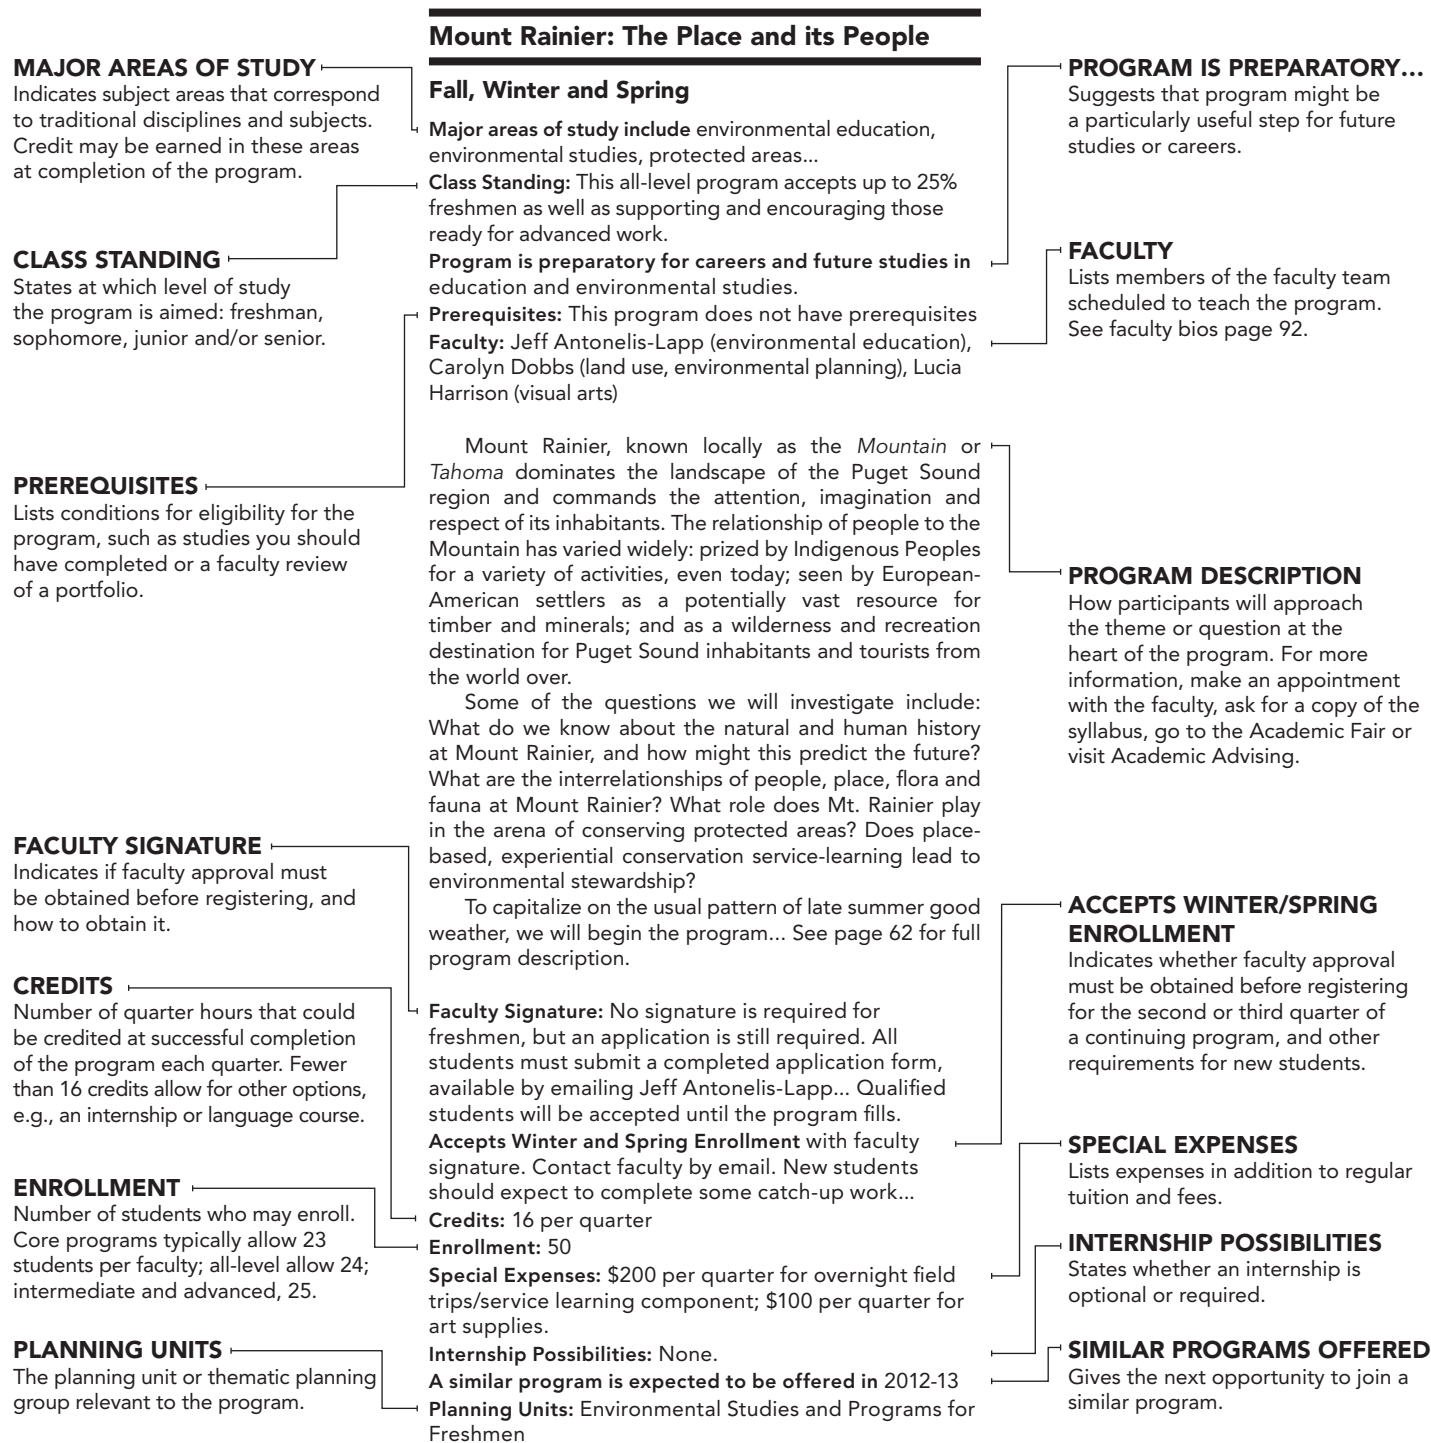 Mount Rainier: The Place and its People
MAJOR AREAS OF STUDY
Indicates subject areas that correspond
to traditional disciplines and subjects.
Credit may be earned in these areas
at completion of the program.
CLASS STANDING
States at which level of study
the program is aimed: freshman,
sophomore, junior and/or senior.
PREREQUISITES
Lists conditions for eligibility for the
program, such as studies you should
have completed or a faculty review
of a portfolio.
FACULTY SIGNATURE
Indicates if faculty approval must
be obtained before registering, and
how to obtain it.
CREDITS
Number of quarter hours that could
be credited at successful completion
of the program each quarter. Fewer
than 16 credits allow for other options,
e.g., an internship or language course.
ENROLLMENT
Number of students who may enroll.
Core programs typically allow 23
students per faculty; all-level allow 24;
intermediate and advanced, 25.
PLANNING UNITS
The planning unit or thematic planning
group relevant to the program.
Fall, Winter and Spring
Major areas of study include environmental education,
environmental studies, protected areas...
Class Standing: This all-level program accepts up to 25%
freshmen as well as supporting and encouraging those
ready for advanced work.
Program is preparatory for careers and future studies in
education and environmental studies.
Prerequisites: This program does not have prerequisites
Faculty: Jeff Antonelis-Lapp (environmental education),
Carolyn Dobbs (land use, environmental planning), Lucia
Harrison (visual arts)
Mount Rainier, known locally as the Mountain or
Tahoma dominates the landscape of the Puget Sound
region and commands the attention, imagination and
respect of its inhabitants. The relationship of people to the
Mountain has varied widely: prized by Indigenous Peoples
for a variety of activities, even today; seen by European-
American settlers as a potentially vast resource for
timber and minerals; and as a wilderness and recreation
destination for Puget Sound inhabitants and tourists from
the world over.
Some of the questions we will investigate include:
What do we know about the natural and human history
at Mount Rainier, and how might this predict the future?
What are the interrelationships of people, place, flora and
fauna at Mount Rainier? What role does Mt. Rainier play
in the arena of conserving protected areas? Does place-
based, experiential conservation service-learning lead to
environmental stewardship?
To capitalize on the usual pattern of late summer good
weather, we will begin the program... See page 62 for full
program description.
Faculty Signature: No signature is required for
freshmen, but an application is still required. All
students must submit a completed application form,
available by emailing Jeff Antonelis-Lapp... Qualified
students will be accepted until the program fills.
Accepts Winter and Spring Enrollment with faculty
signature. Contact faculty by email. New students
should expect to complete some catch-up work...
Credits: 16 per quarter
Enrollment: 50
Special Expenses: $200 per quarter for overnight field
trips/service learning component; $100 per quarter for
art supplies.
Internship Possibilities: None.
A similar program is expected to be offered in 2012-13
Planning Units: Environmental Studies and Programs for
Freshmen
PROGRAM IS PREPARATORY...
Suggests that program might be
a particularly useful step for future
studies or careers.
FACULTY
Lists members of the faculty team
scheduled to teach the program.
See faculty bios page 92.
PROGRAM DESCRIPTION
How participants will approach
the theme or question at the
heart of the program. For more
information, make an appointment
with the faculty, ask for a copy of the
syllabus, go to the Academic Fair or
visit Academic Advising.
ACCEPTS WINTER/SPRING
ENROLLMENT
Indicates whether faculty approval
must be obtained before registering
for the second or third quarter of
a continuing program, and other
requirements for new students.
SPECIAL EXPENSES
Lists expenses in addition to regular
tuition and fees.
INTERNSHIP POSSIBILITIES
States whether an internship is
optional or required.
SIMILAR PROGRAMS OFFERED
Gives the next opportunity to join a
similar program.